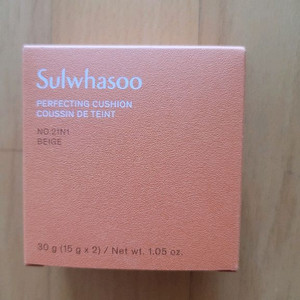 Sulwhasoo
PERFECTING CUSHION
COUSSIN DE TEINT
NO.21N1
BEIGE
30 g (15 g x 2) / Net wt. 1.05 oz.